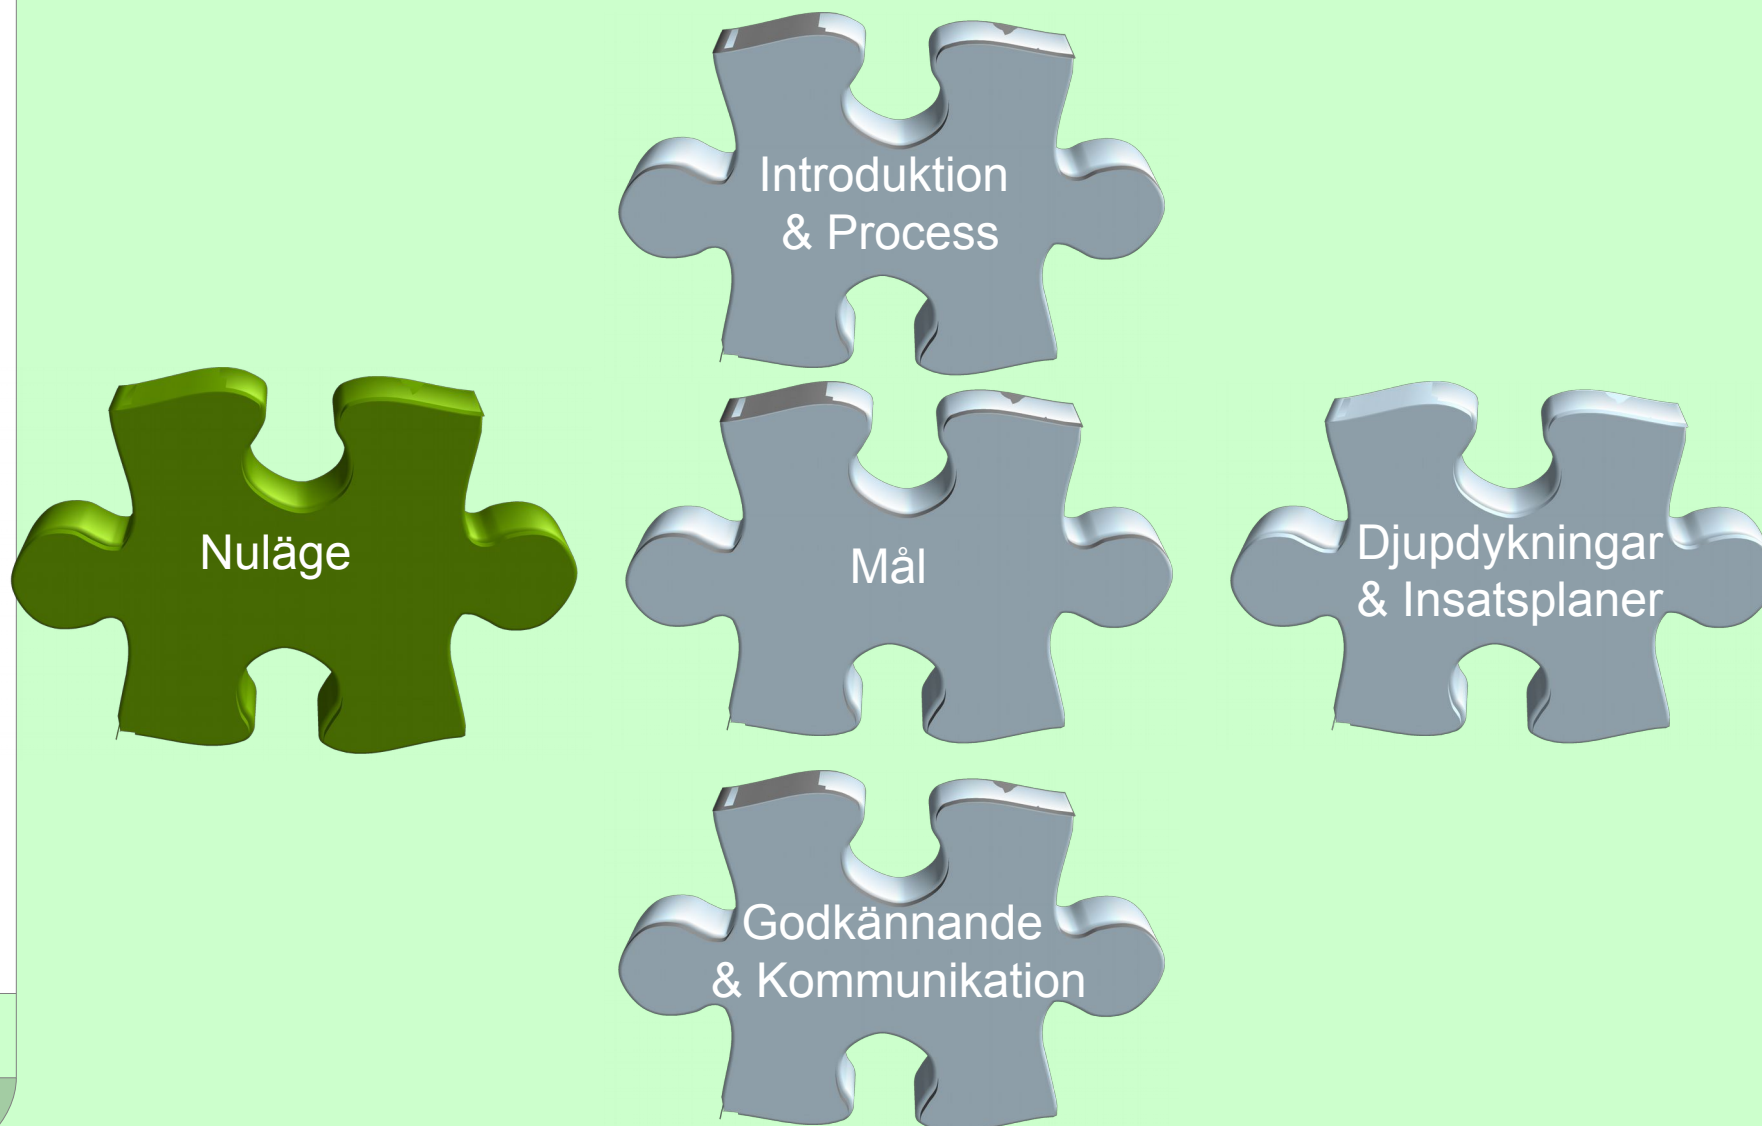 Introduktion
& Process
Nuläge
Mål
Djupdykningar
& Insatsplaner
Godkännande
& Kommunikation